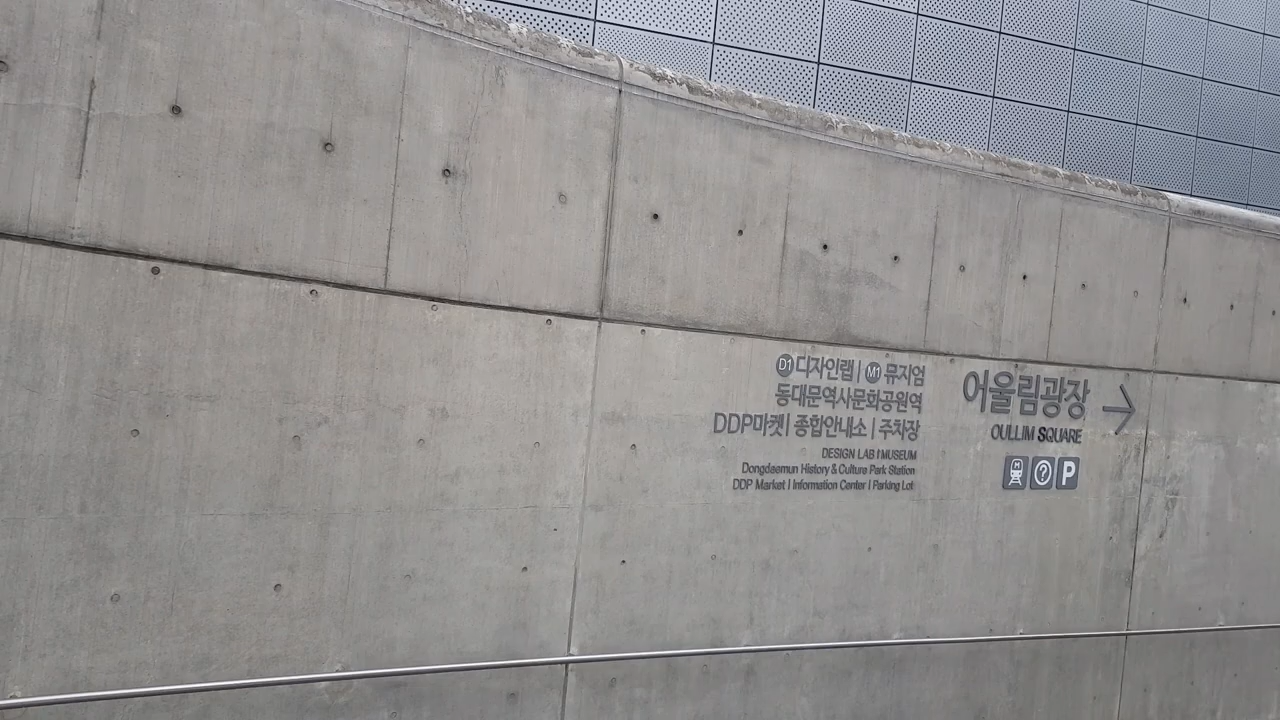 D1 디자인랩 | M1 뮤지엄
동대문역사문화공원역
DDP마켓 | 종합안내소 | 주차장
DESIGN LAB | MUSEUM
Dongdaemun History & Culture Park Station
DDP Market | Information Center | Parking Lot
어울림광장 →
OULLIM SQUARE
M ? P